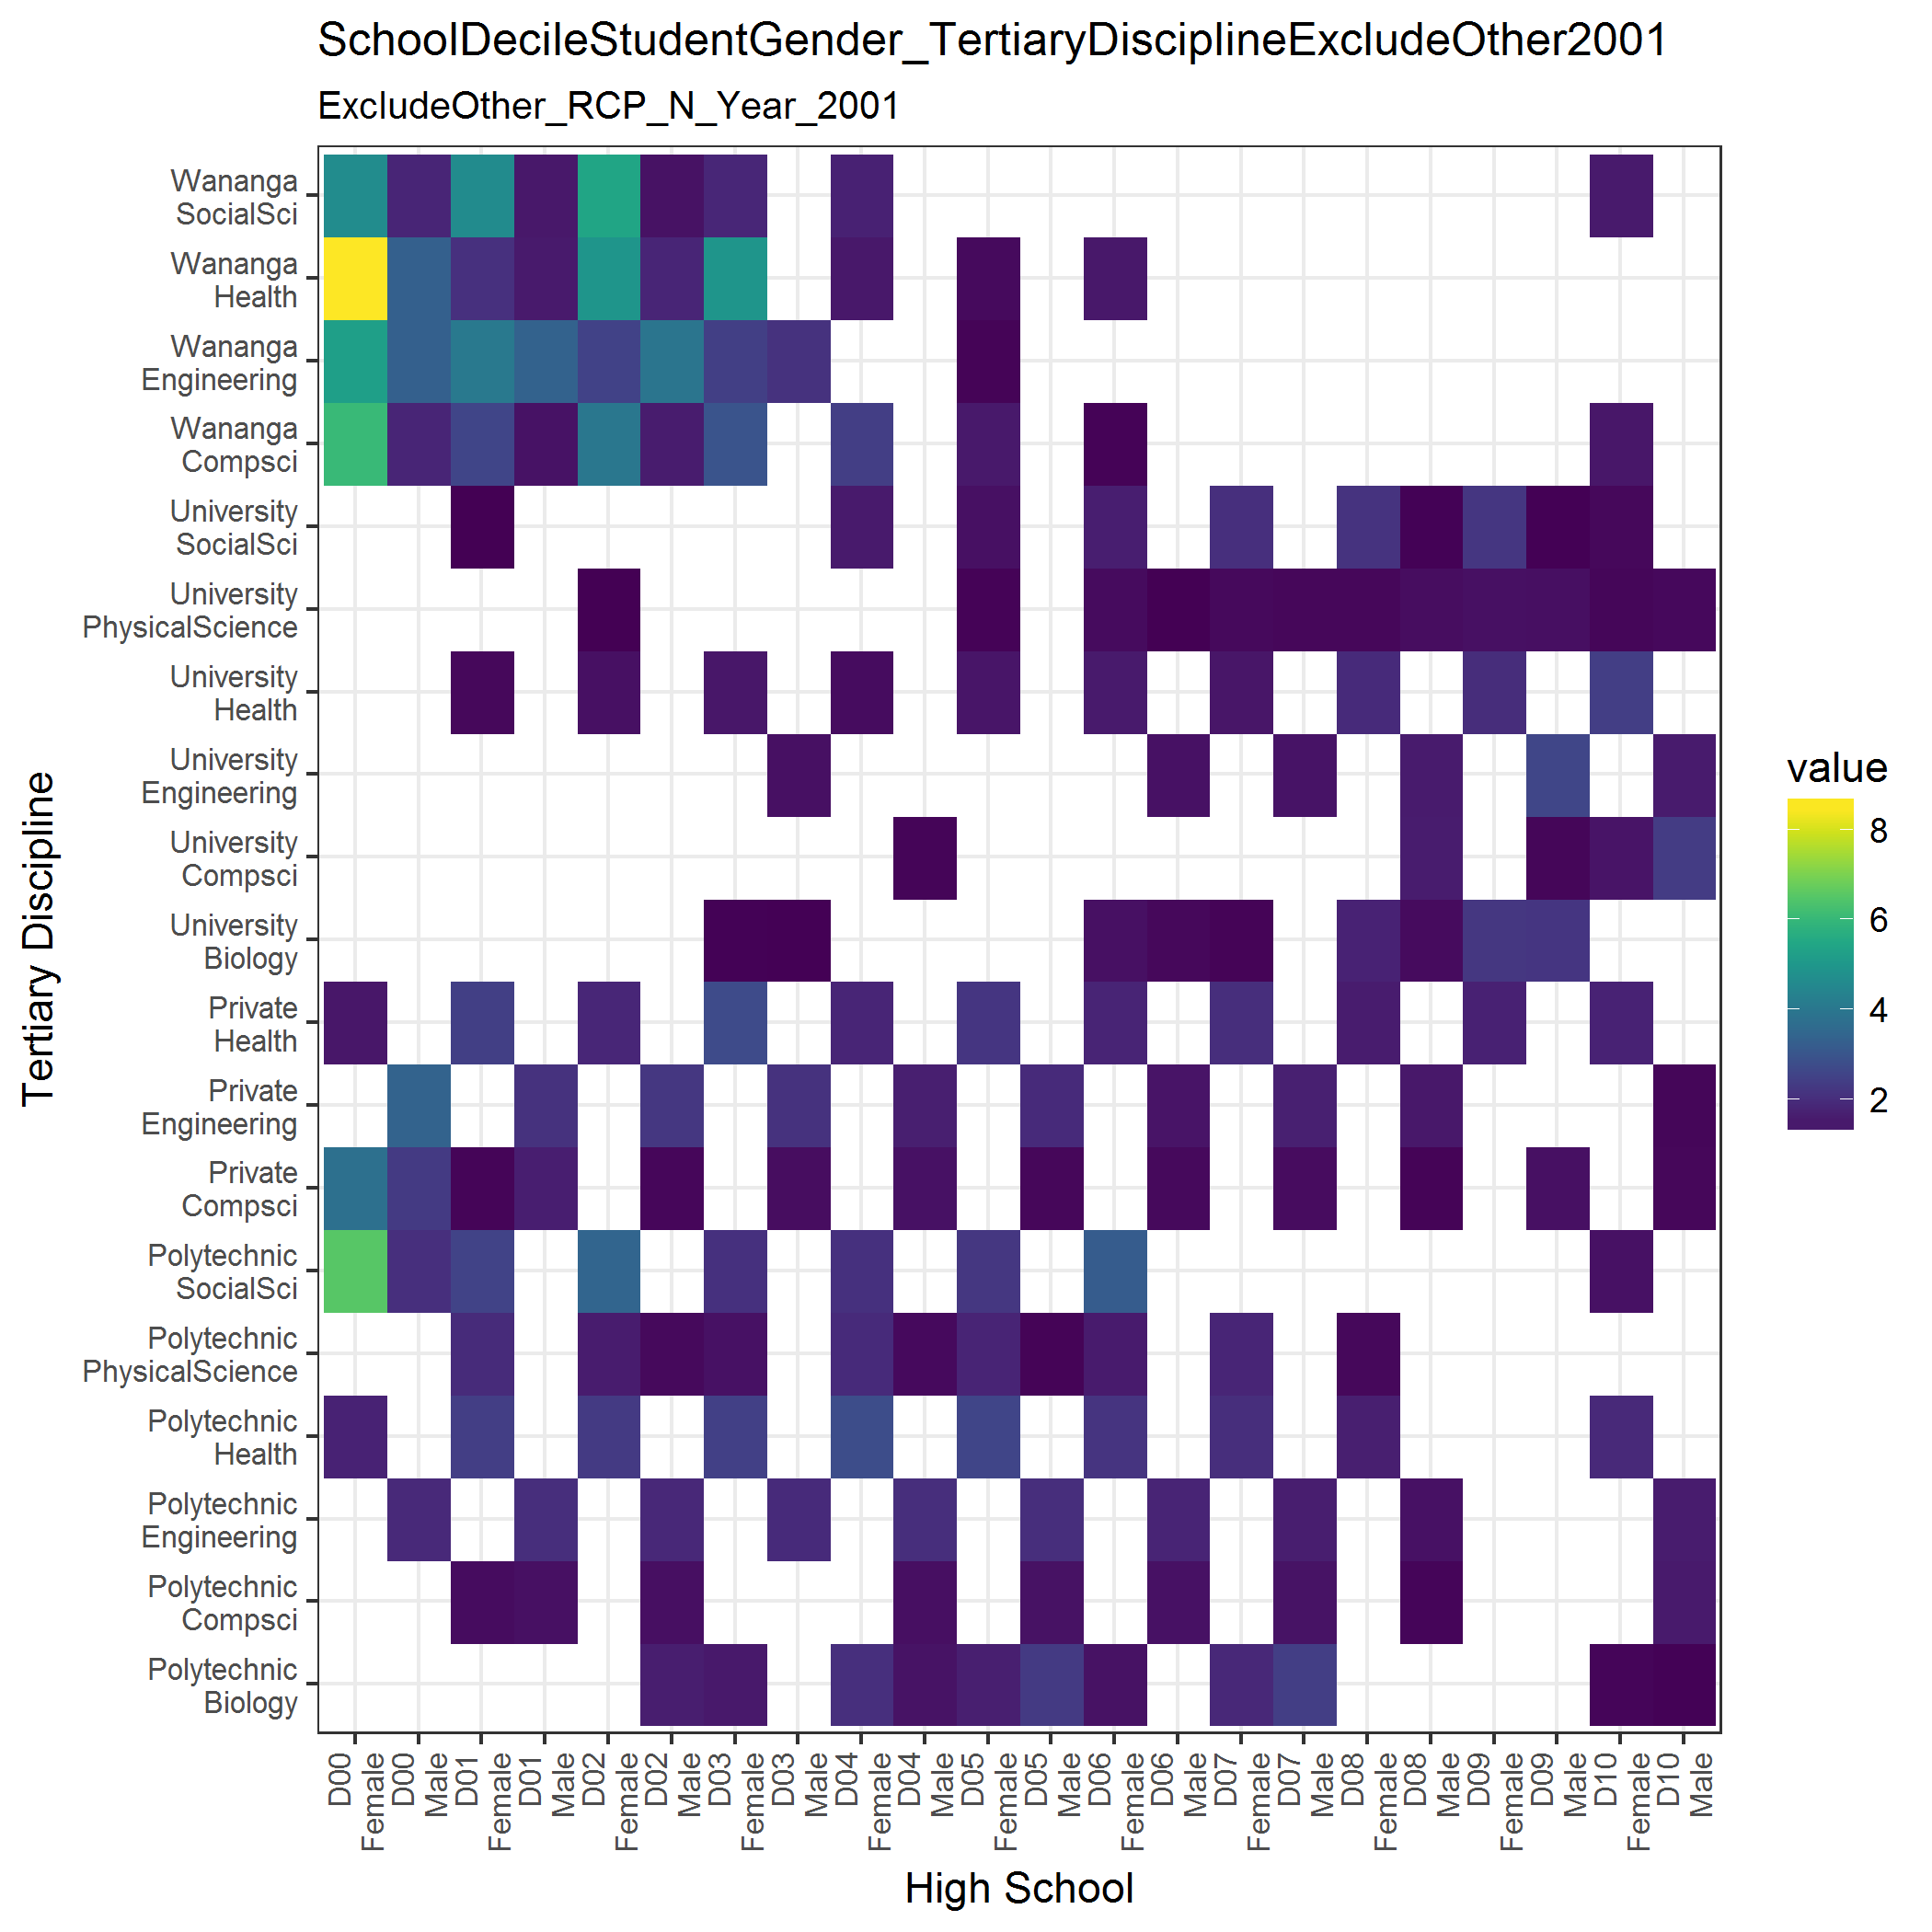 SchoolDecileStudentGender_TertiaryDisciplineExcludeOther2001
ExcludeOther_RCP_N_Year_2001
Tertiary Discipline
Wananga
SocialSci
Wananga
Health
Wananga
Engineering
Wananga
Compsci
University
SocialSci
University
PhysicalScience
University
Health
University
Engineering
University
Compsci
University
Biology
Private
Health
Private
Engineering
Private
Compsci
Polytechnic
SocialSci
Polytechnic
PhysicalScience
Polytechnic
Health
Polytechnic
Engineering
Polytechnic
Compsci
Polytechnic
Biology
D00
Female
D00
Male
D01
Female
D01
Male
D02
Female
D02
Male
D03
Female
D03
Male
D04
Female
D04
Male
D05
Female
D05
Male
D06
Female
D06
Male
D07
Female
D07
Male
D08
Female
D08
Male
D09
Female
D09
Male
D10
Female
D10
Male
High School
value
8
6
4
2